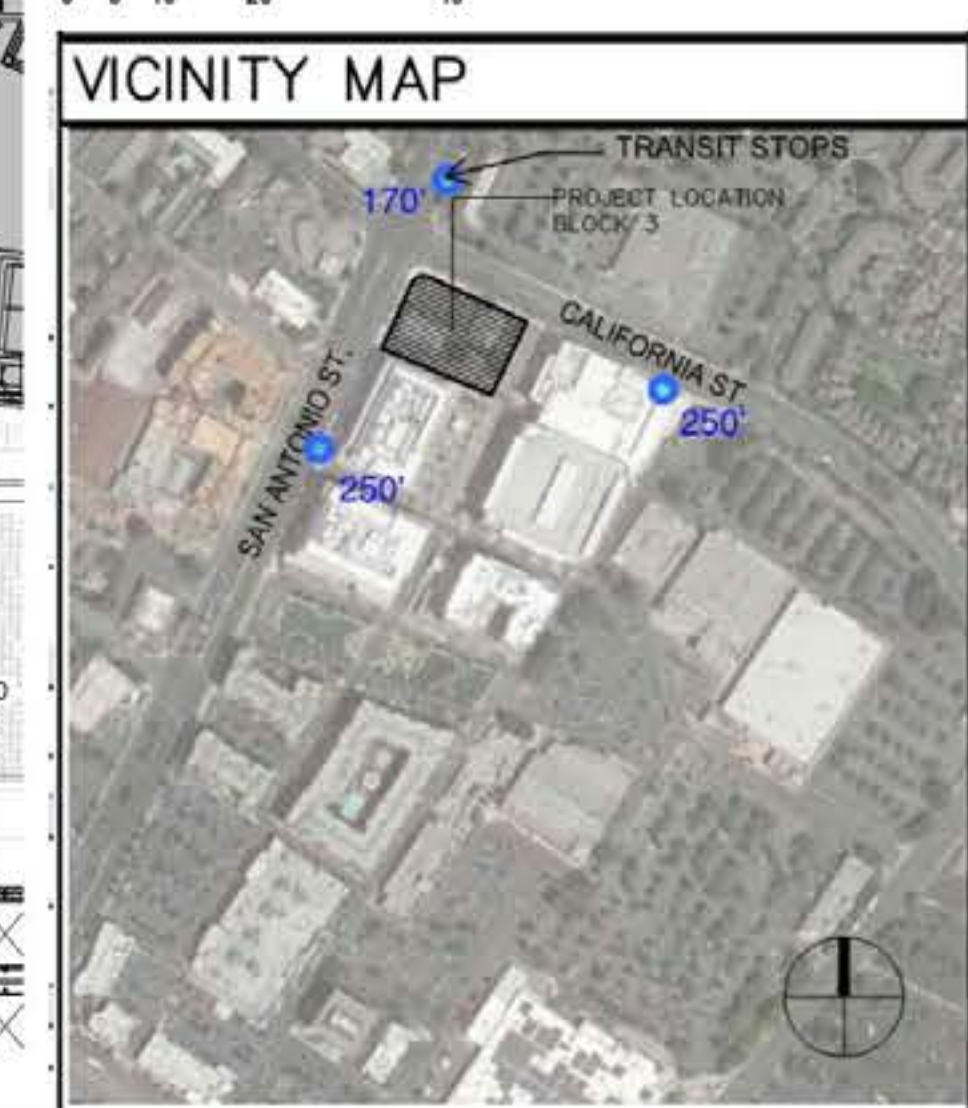 VICINITY MAP
TRANSIT STOPS
170'
PROJECT LOCATION
BLOCK 3
CALIFORNIA ST.
SAN ANTONIO ST.
250'
250'